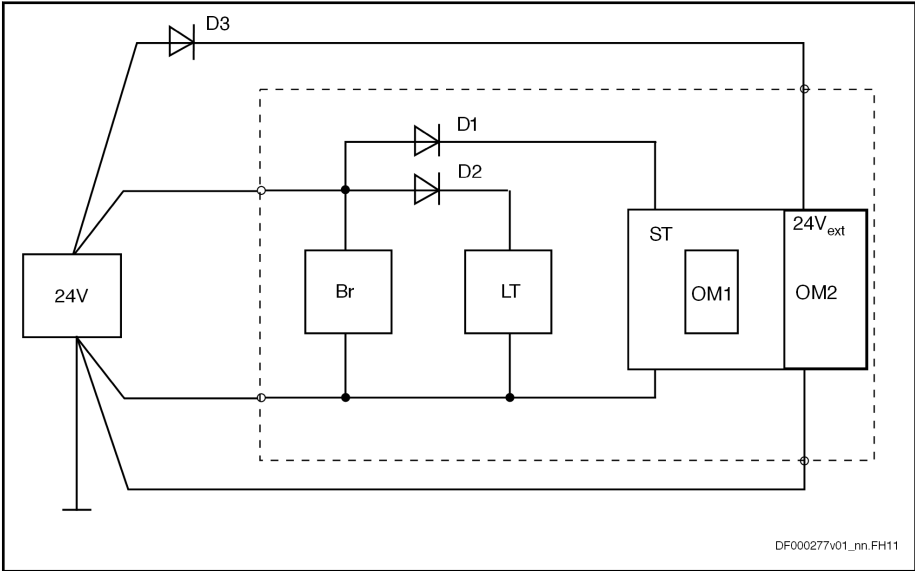 D3
D1
D2
24V
Br
LT
ST
OM1
24Vext
OM2
DF000277v01_nn.FH11